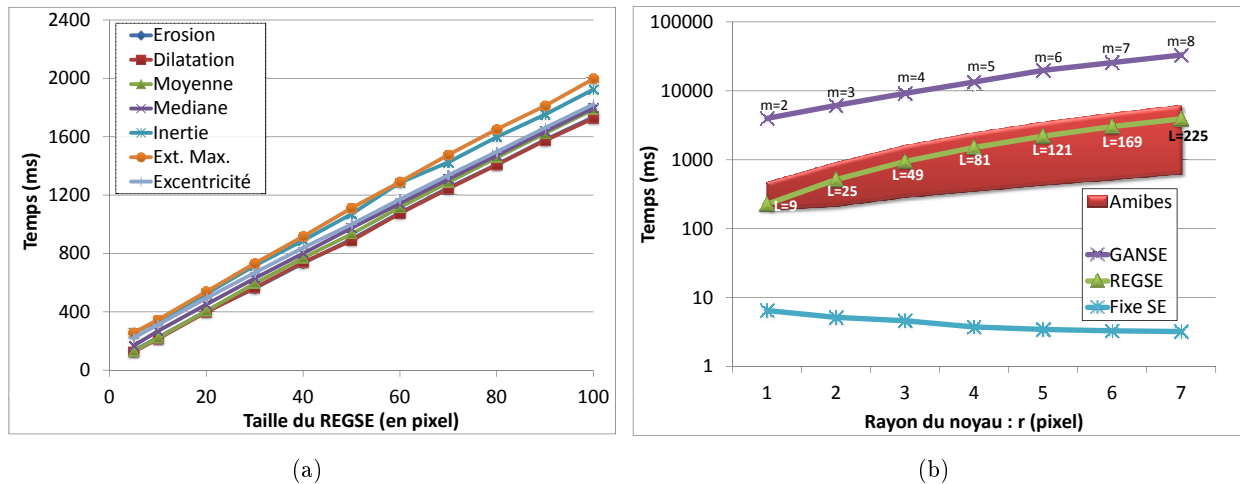 2400
2000
1600
1200
800
400
0
Temps (ms)
Erosion
Dilatation
Moyenne
Mediane
Inertie
Ext. Max.
Excentricité
0 20 40 60 80 100
Taille du REGSE (en pixel)
(a)
100000
10000
1000
100
10
1
Temps (ms)
m=2
m=3
m=4
m=5
m=6
m=7
m=8
L=9
L=25
L=49
L=81
L=121
L=169
L=225
Amibes
GANSE
REGSE
Fixe SE
1 2 3 4 5 6 7
Rayon du noyau : r (pixel)
(b)